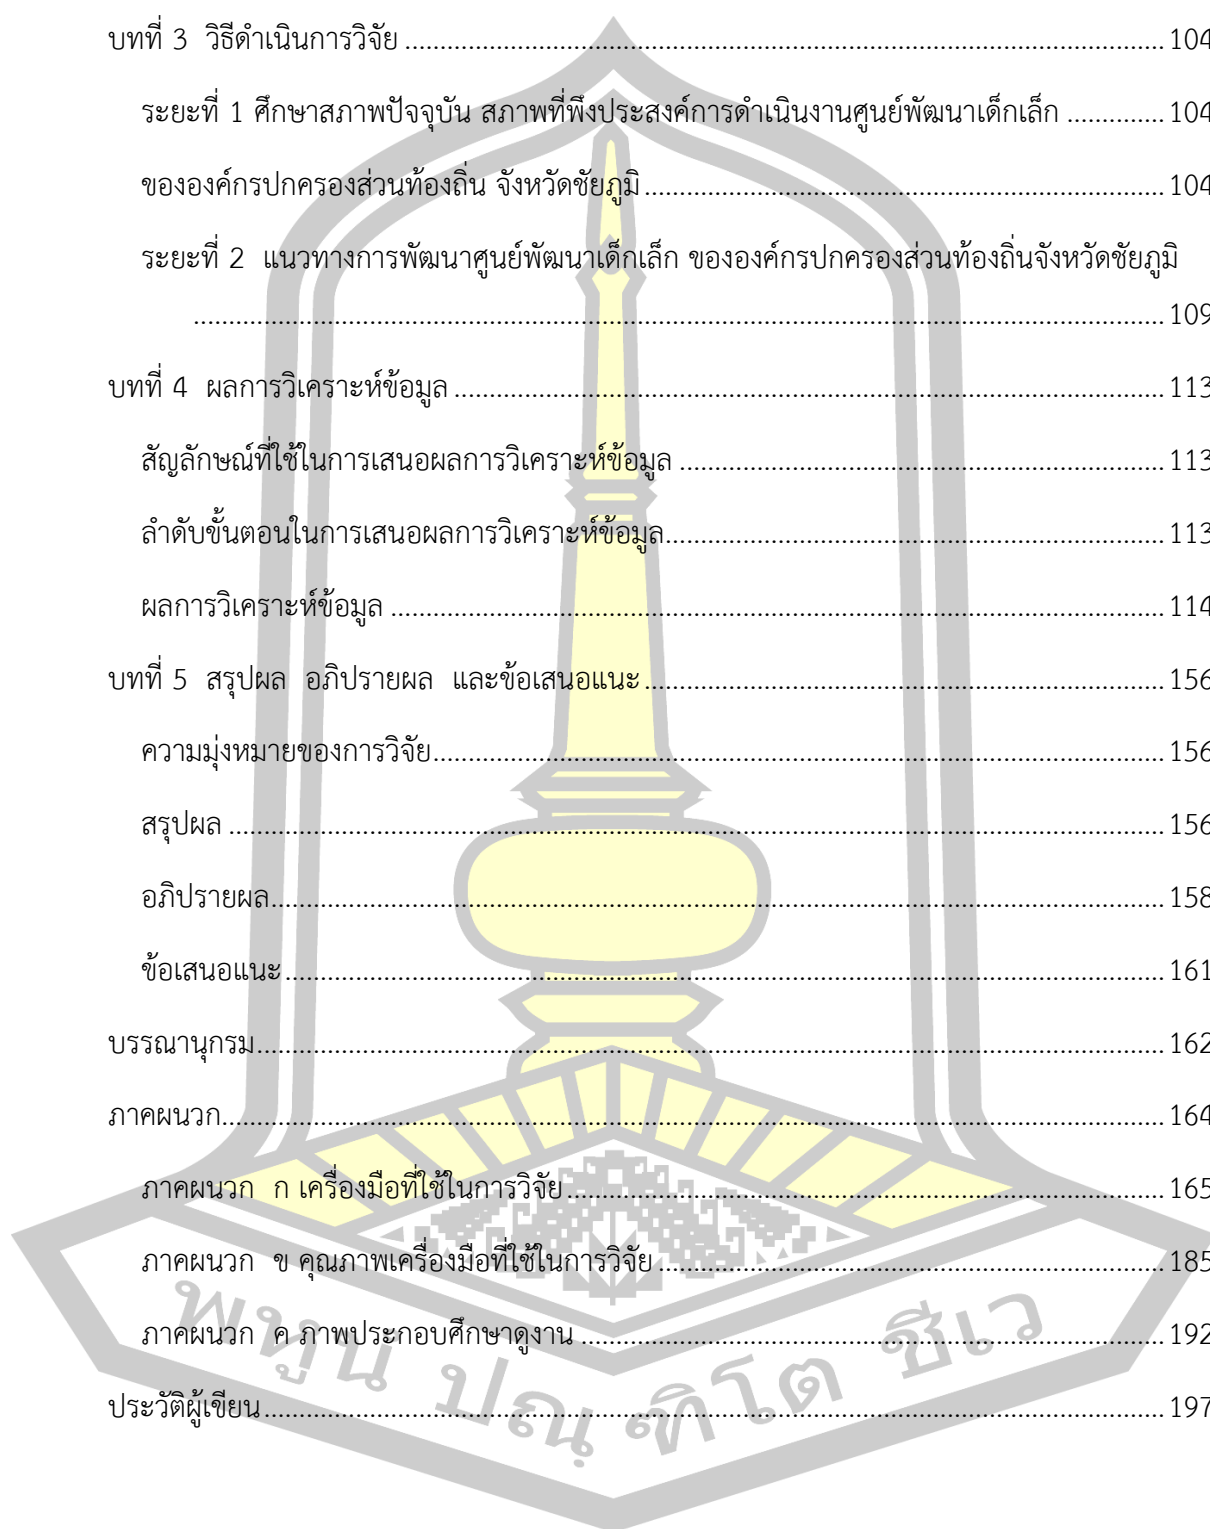 บทที่ 3 วิธีดำเนินการวิจัย ........................................ 104
ระยะที่ 1 ศึกษาสภาพปัจจุบัน สภาพที่พึงประสงค์การดำเนินงานศูนย์พัฒนาเด็กเล็ก ............. 104
ขององค์กรปกครองส่วนท้องถิ่น จังหวัดชัยภูมิ ........................................ 104
ระยะที่ 2 แนวทางการพัฒนาศูนย์พัฒนาเด็กเล็ก ขององค์กรปกครองส่วนท้องถิ่นจังหวัดชัยภูมิ
........................................ 109
บทที่ 4 ผลการวิเคราะห์ข้อมูล ........................................ 113
สัญลักษณ์ที่ใช้ในการเสนอผลการวิเคราะห์ข้อมูล ........................................ 113
ลำดับขั้นตอนในการเสนอผลการวิเคราะห์ข้อมูล ........................................ 113
ผลการวิเคราะห์ข้อมูล ........................................ 114
บทที่ 5 สรุปผล อภิปรายผล และข้อเสนอแนะ ........................................ 156
ความมุ่งหมายของการวิจัย ........................................ 156
สรุปผล ........................................ 156
อภิปรายผล ........................................ 158
ข้อเสนอแนะ ........................................ 161
บรรณานุกรม ........................................ 162
ภาคผนวก ........................................ 164
ภาคผนวก ก เครื่องมือที่ใช้ในการวิจัย ........................................ 165
ภาคผนวก ข คุณภาพเครื่องมือที่ใช้ในการวิจัย ........................................ 185
ภาคผนวก ค ภาพประกอบศึกษาดูงาน ........................................ 192
ประวัติผู้เขียน ........................................ 197
พหูน ปณฺฑิโต ชีเว